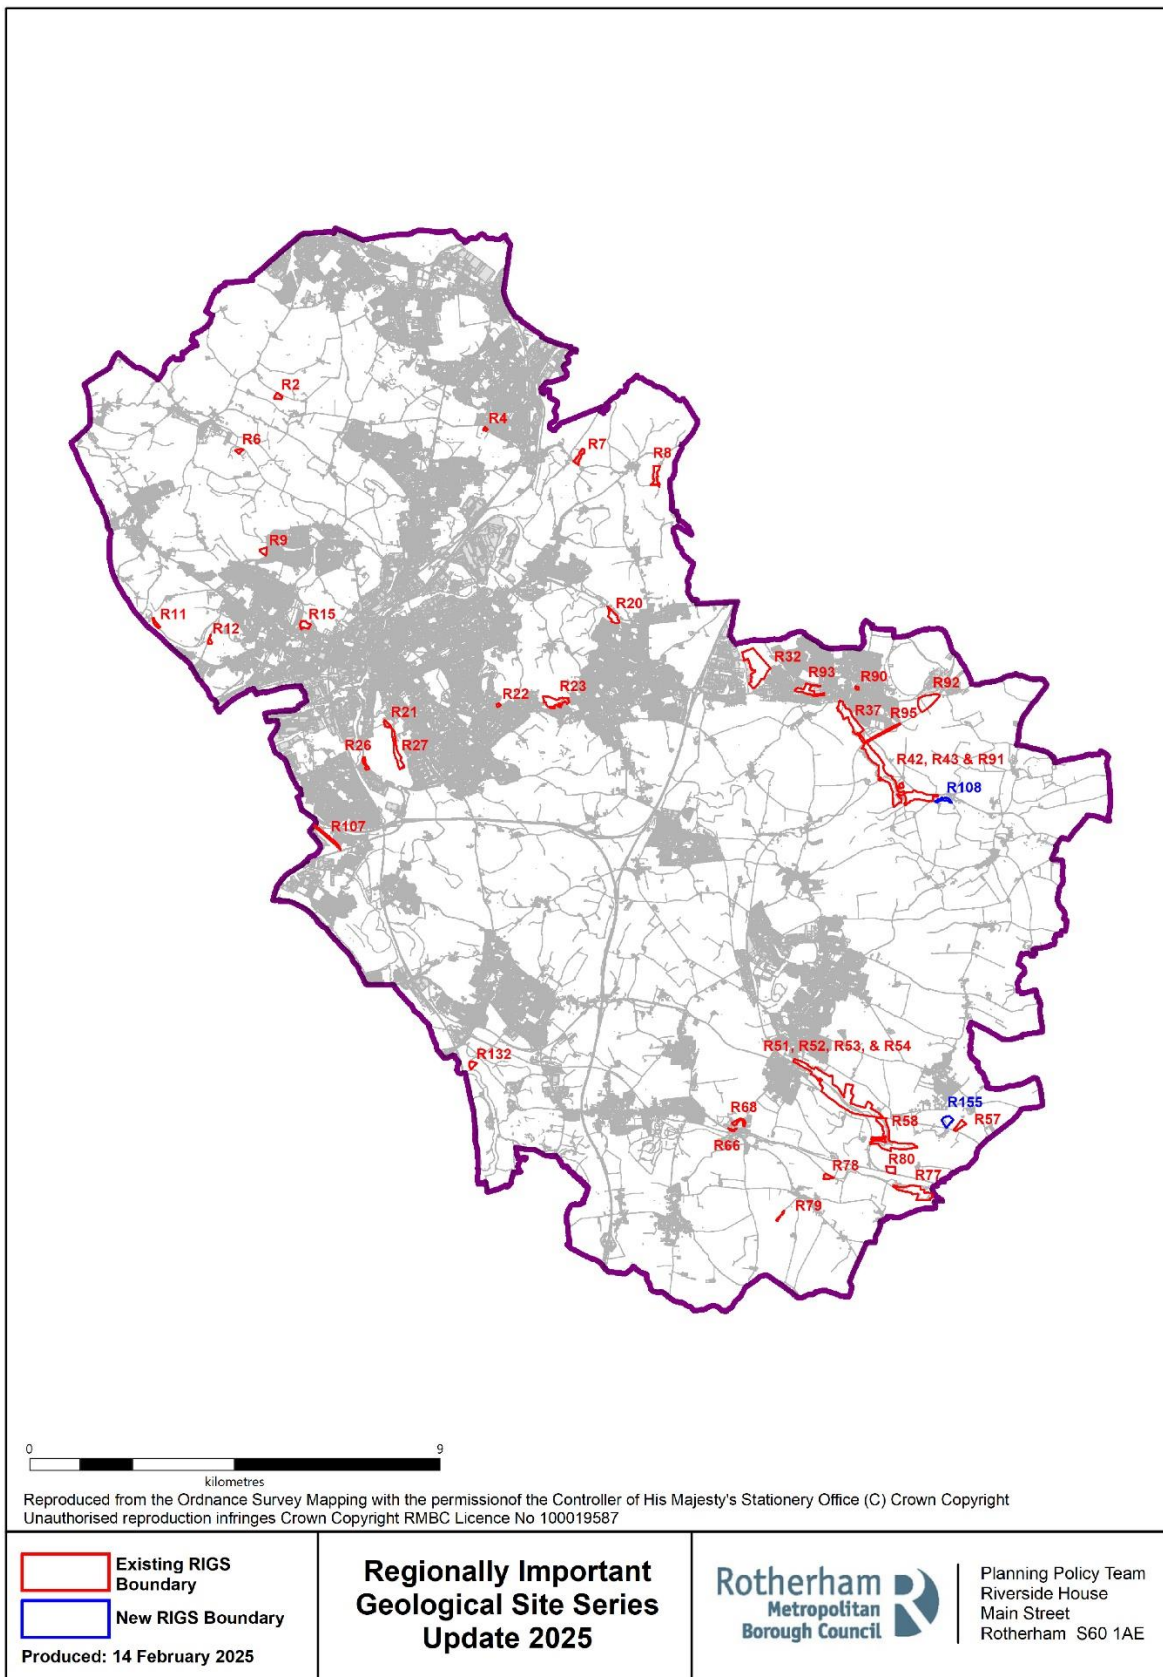 R2
R4
R6
R7
R8
R9
R20
R11
R15
R12
R32
R93
R90
R92
R22
R23
R37
R95
R21
R26
R27
R42, R43 & R91
R108
R107
R51, R52, R53, & R54
R132
R155
R68
R58
R57
R66
R80
R78
R77
R79
0 9
kilometres
Reproduced from the Ordnance Survey Mapping with the permissionof the Controller of His Majesty's Stationery Office (C) Crown Copyright
Unauthorised reproduction infringes Crown Copyright RMBC Licence No 100019587
Existing RIGS
Boundary
New RIGS Boundary
Produced: 14 February 2025
Regionally Important
Geological Site Series
Update 2025
Rotherham
Metropolitan
Borough Council
Planning Policy Team
Riverside House
Main Street
Rotherham S60 1AE